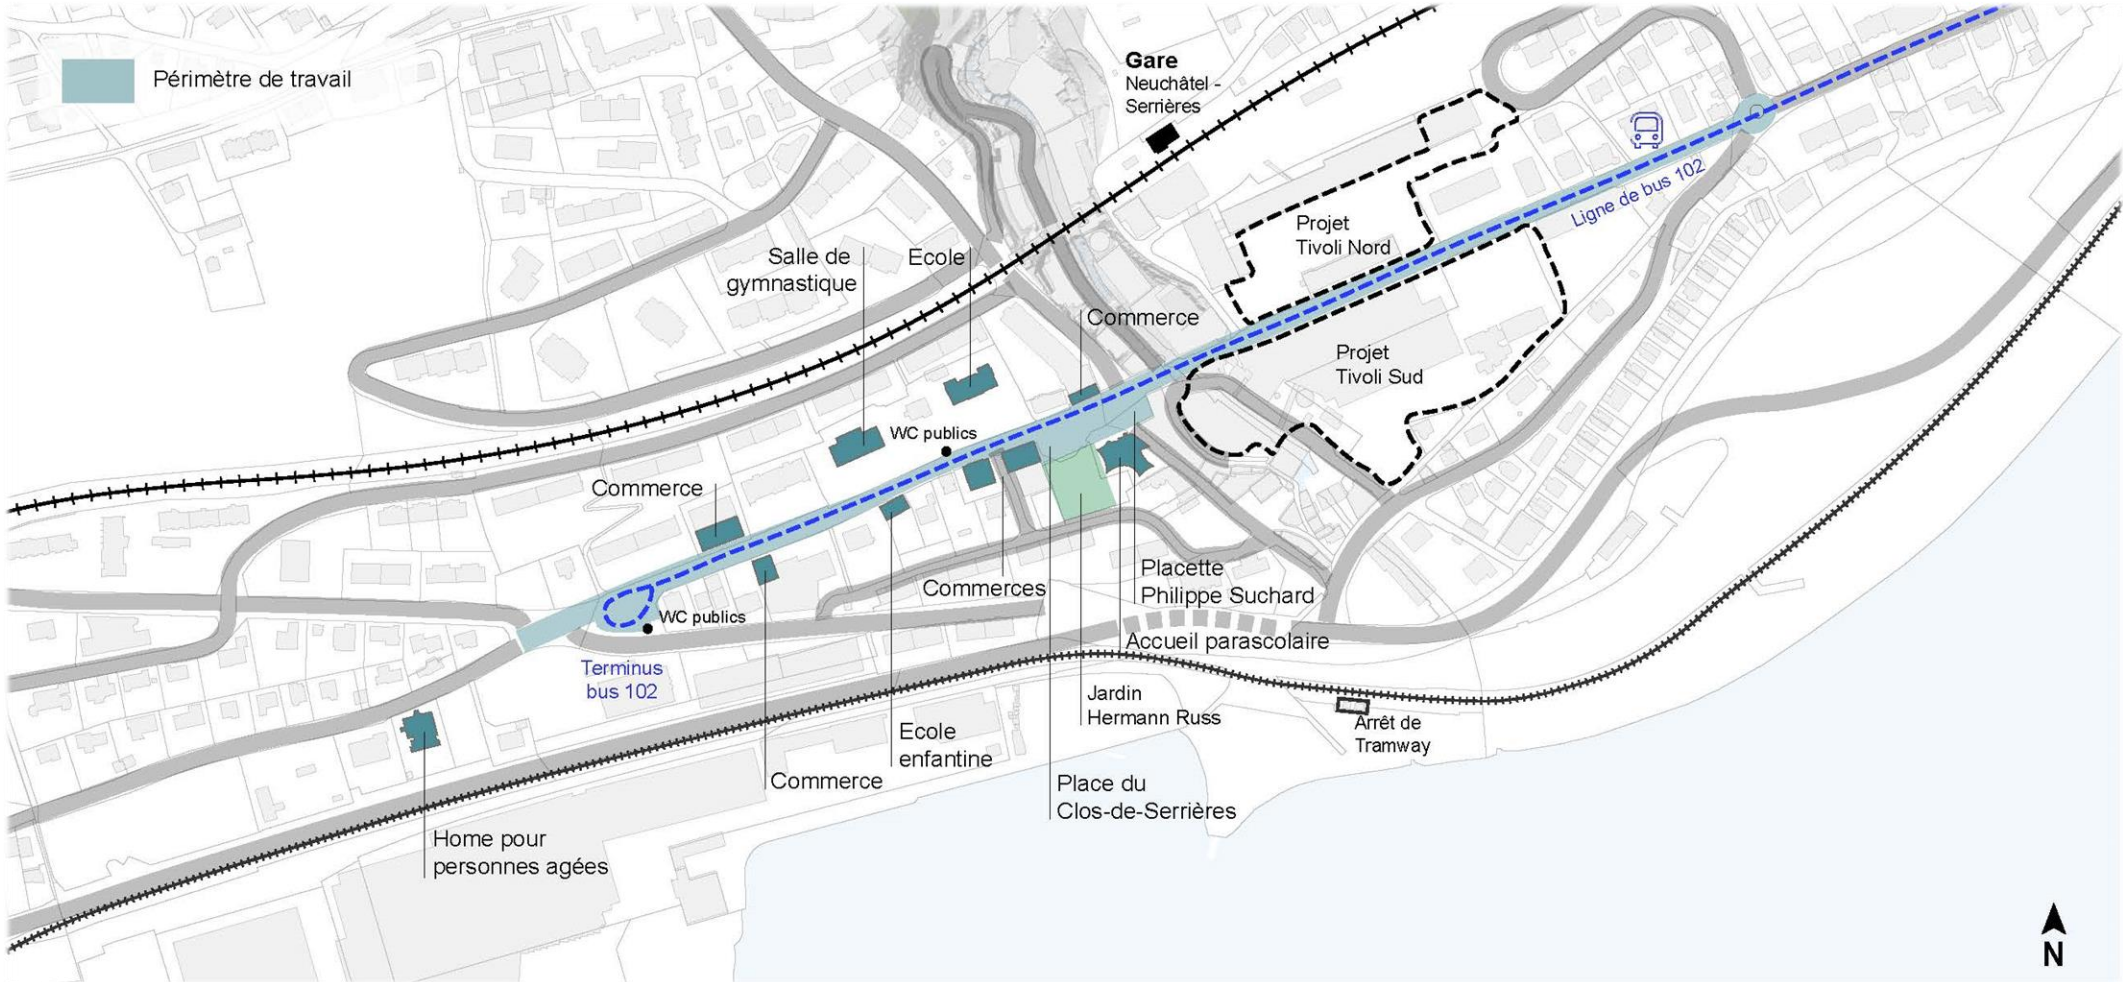 Périmètre de travail
Gare
Neuchâtel -
Serrières
Projet
Tivoli Nord
Ligne de bus 102
Salle de
gymnastique
Ecole
Commerce
Projet
Tivoli Sud
WC publics
Commerce
Commerces
Placette
Philippe Suchard
WC publics
Accueil parascolaire
Terminus
bus 102
Jardin
Hermann Russ
Arrêt de
Tramway
Ecole
enfantine
Commerce
Place du
Clos-de-Serrières
Home pour
personnes agées
N